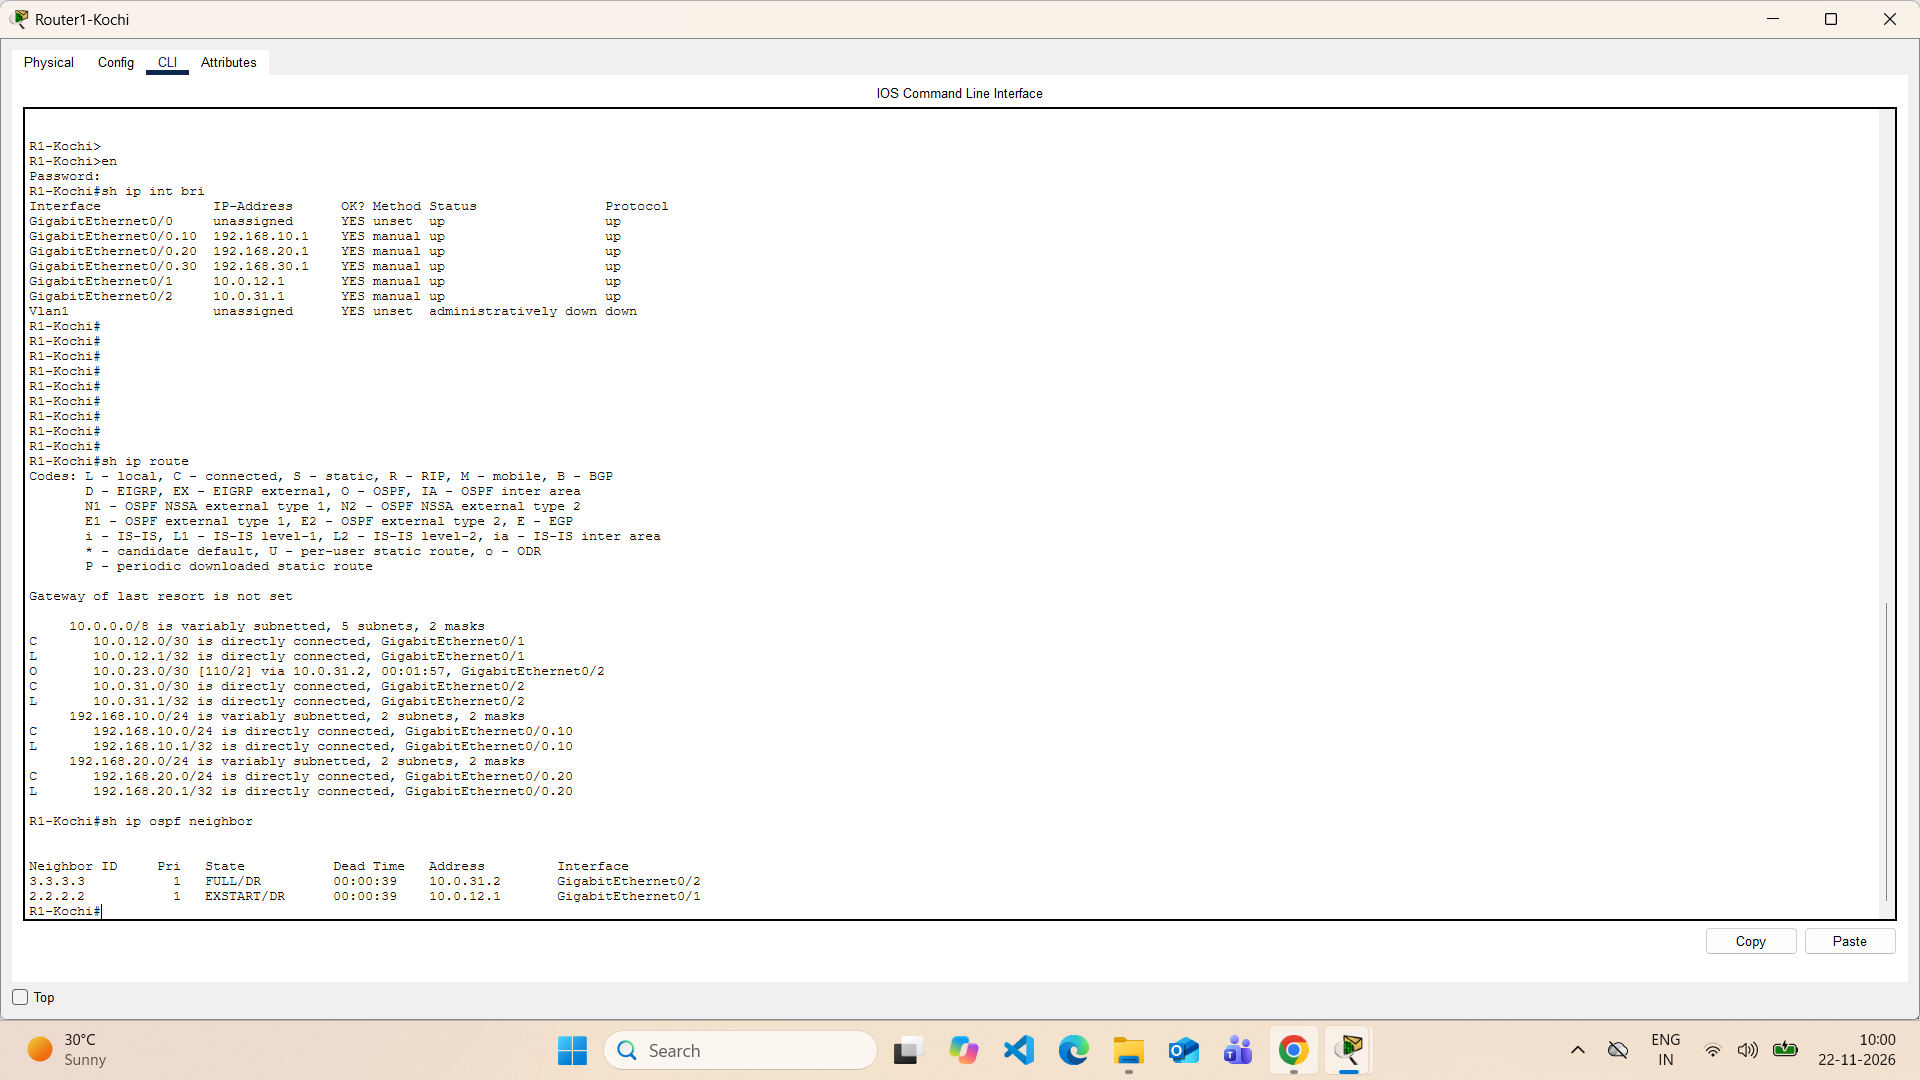 Router1-Kochi
Physical Config CLI Attributes
IOS Command Line Interface
R1-Kochi>
R1-Kochi>en
Password:
R1-Kochi#sh ip int bri
Interface IP-Address OK? Method Status Protocol
GigabitEthernet0/0 unassigned YES unset up up
GigabitEthernet0/0.10 192.168.10.1 YES manual up up
GigabitEthernet0/0.20 192.168.20.1 YES manual up up
GigabitEthernet0/0.30 192.168.30.1 YES manual up up
GigabitEthernet0/1 10.0.12.1 YES manual up up
GigabitEthernet0/2 10.0.31.1 YES manual up up
Vlan1 unassigned YES unset administratively down down
R1-Kochi#
R1-Kochi#
R1-Kochi#
R1-Kochi#
R1-Kochi#
R1-Kochi#
R1-Kochi#
R1-Kochi#
R1-Kochi#
R1-Kochi#sh ip route
Codes: L - local, C - connected, S - static, R - RIP, M - mobile, B - BGP
D - EIGRP, EX - EIGRP external, O - OSPF, IA - OSPF inter area
N1 - OSPF NSSA external type 1, N2 - OSPF NSSA external type 2
E1 - OSPF external type 1, E2 - OSPF external type 2, E - EGP
i - IS-IS, L1 - IS-IS level-1, L2 - IS-IS level-2, ia - IS-IS inter area
* - candidate default, U - per-user static route, o - ODR
P - periodic downloaded static route
Gateway of last resort is not set
10.0.0.0/8 is variably subnetted, 5 subnets, 2 masks
C 10.0.12.0/30 is directly connected, GigabitEthernet0/1
L 10.0.12.1/32 is directly connected, GigabitEthernet0/1
O 10.0.23.0/30 [110/2] via 10.0.31.2, 00:01:57, GigabitEthernet0/2
C 10.0.31.0/30 is directly connected, GigabitEthernet0/2
L 10.0.31.1/32 is directly connected, GigabitEthernet0/2
192.168.10.0/24 is variably subnetted, 2 subnets, 2 masks
C 192.168.10.0/24 is directly connected, GigabitEthernet0/0.10
L 192.168.10.1/32 is directly connected, GigabitEthernet0/0.10
192.168.20.0/24 is variably subnetted, 2 subnets, 2 masks
C 192.168.20.0/24 is directly connected, GigabitEthernet0/0.20
L 192.168.20.1/32 is directly connected, GigabitEthernet0/0.20
R1-Kochi#sh ip ospf neighbor
Neighbor ID Pri State Dead Time Address Interface
3.3.3.3 1 FULL/DR 00:00:39 10.0.31.2 GigabitEthernet0/2
2.2.2.2 1 EXSTART/DR 00:00:39 10.0.12.1 GigabitEthernet0/1
R1-Kochi#
Copy Paste
Top
30°C
Sunny
Search
ENG
IN
10:00
22-11-2026